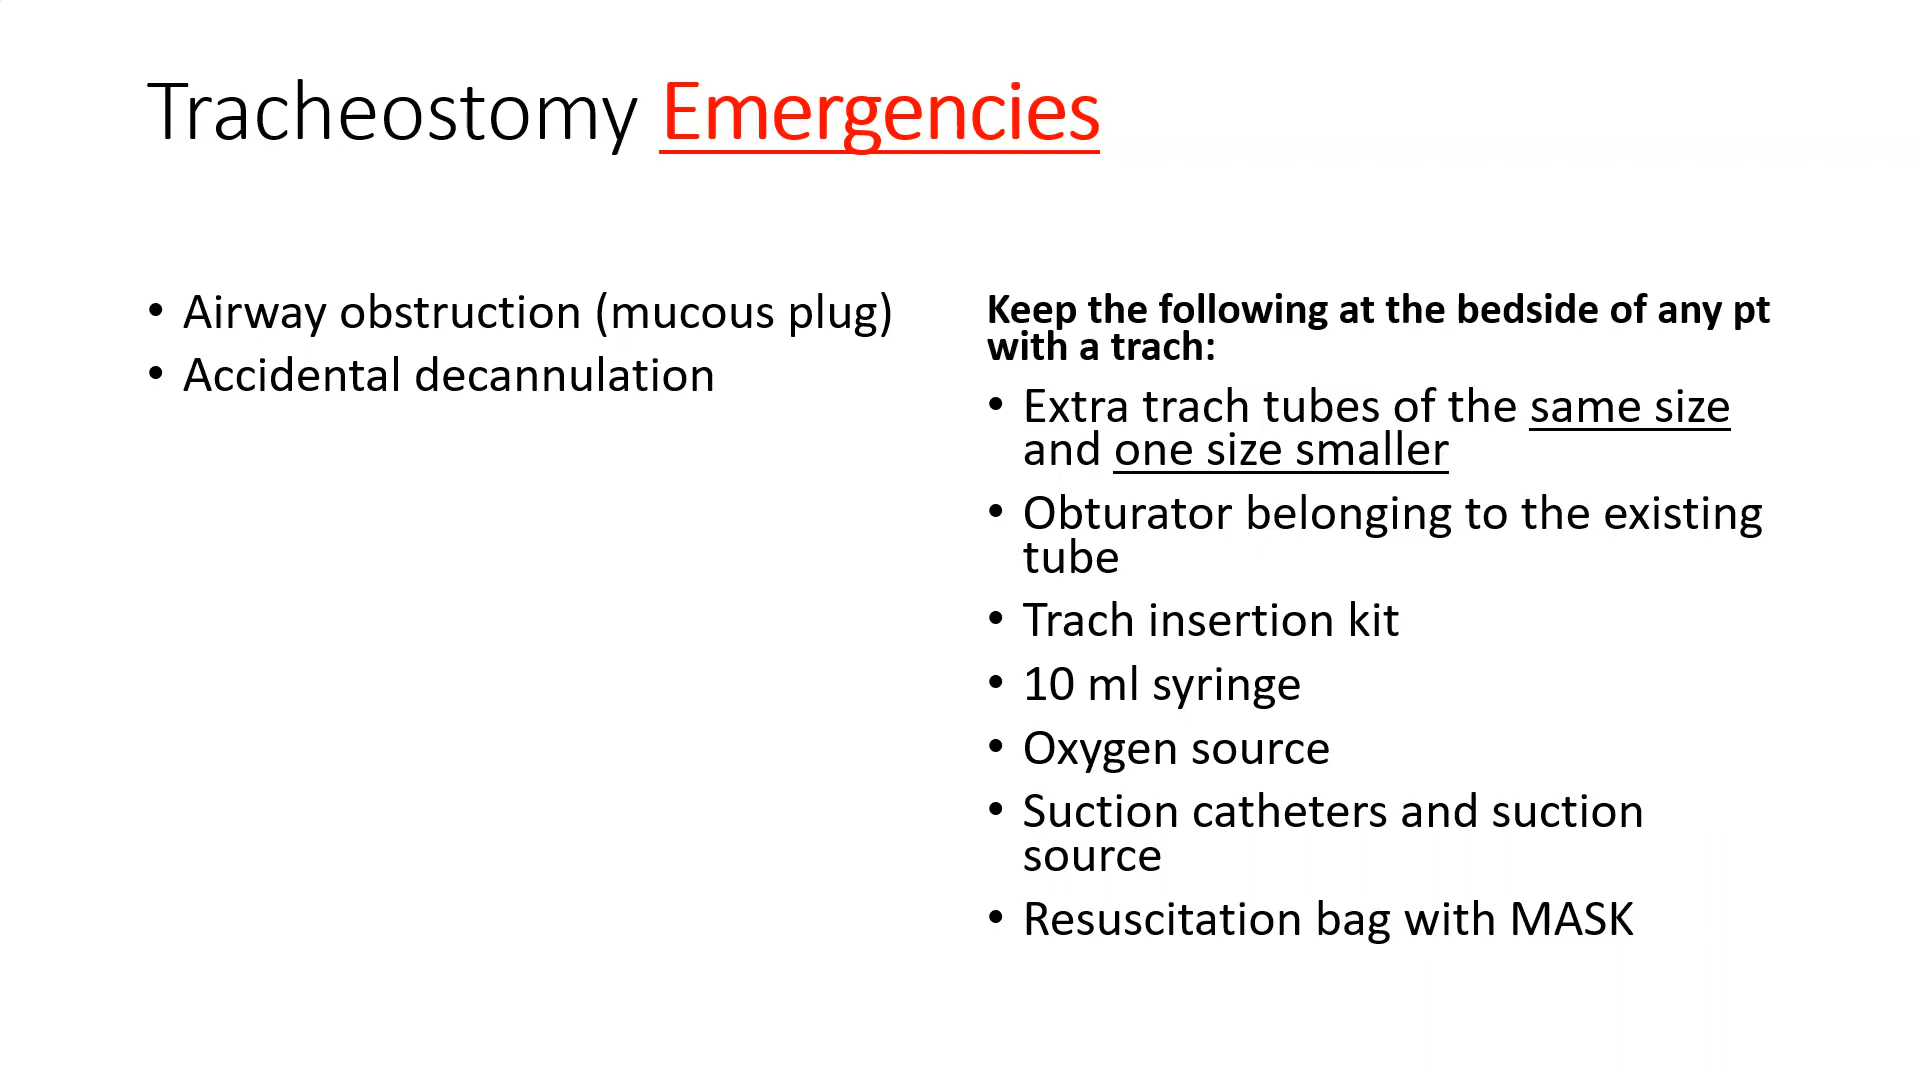 Tracheostomy Emergencies
• Airway obstruction (mucous plug)
• Accidental decannulation
Keep the following at the bedside of any pt
with a trach:
• Extra trach tubes of the same size
and one size smaller
• Obturator belonging to the existing
tube
• Trach insertion kit
• 10 ml syringe
• Oxygen source
• Suction catheters and suction
source
• Resuscitation bag with MASK